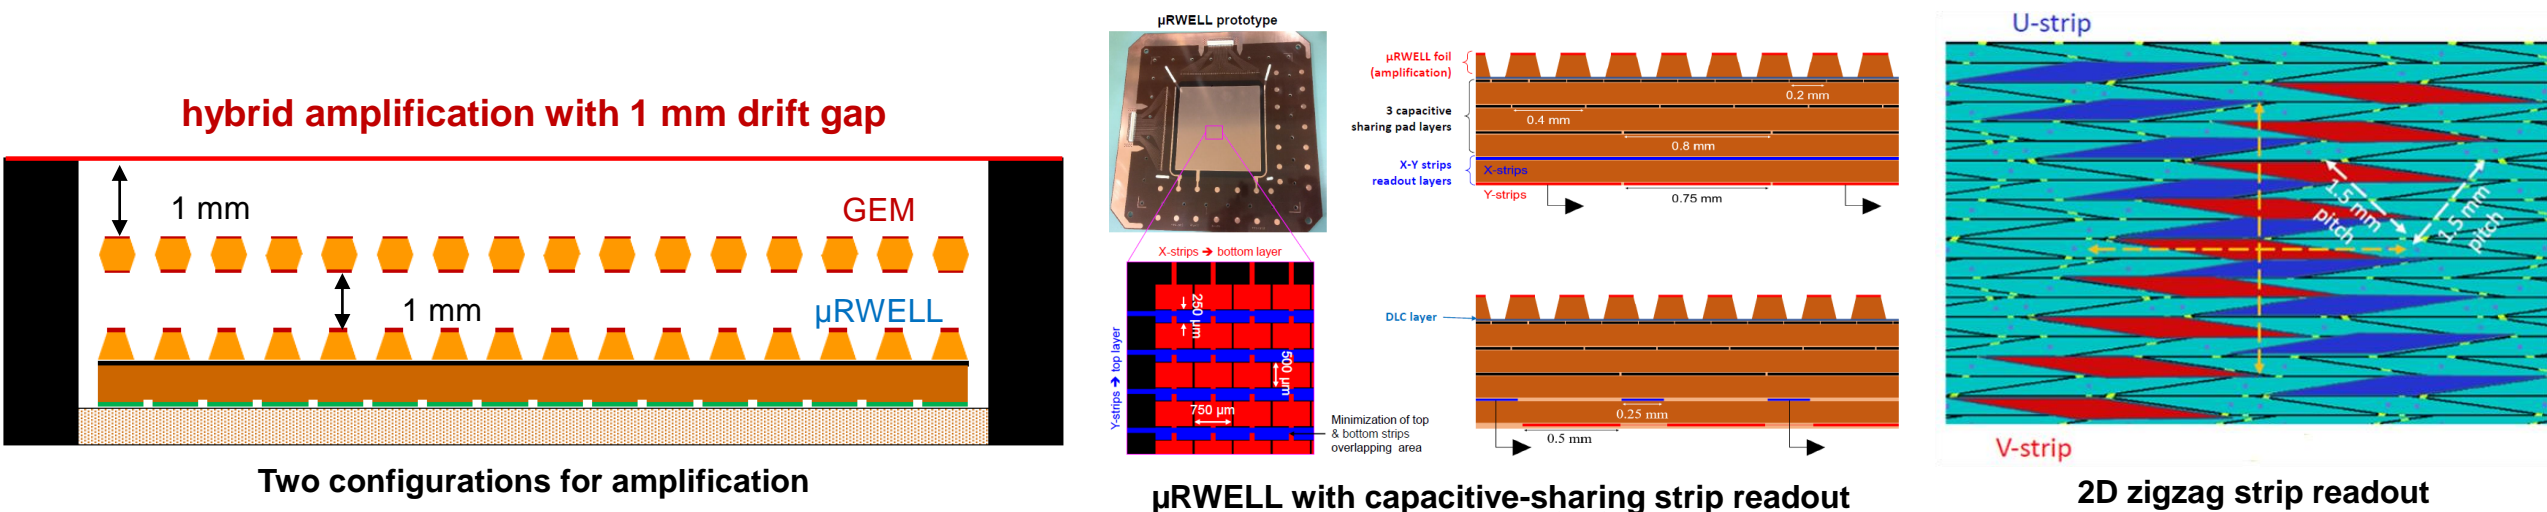 hybrid amplification with 1 mm drift gap
1 mm
GEM
1 mm
µRWELL
Two configurations for amplification
µRWELL prototype
X-strips ➔ bottom layer
Y-strips ➔ top layer
250 µm
500 µm
750 µm
Minimization of top
& bottom strips
overlapping area
µRWELL foil
(amplification)
3 capacitive
sharing pad layers
X-Y strips
readout layers
0.2 mm
0.4 mm
0.8 mm
X-strips
Y-strips
0.75 mm
DLC layer
0.25 mm
0.5 mm
µRWELL with capacitive-sharing strip readout
U-strip
1.5 mm
pitch
1.5 mm
pitch
V-strip
2D zigzag strip readout